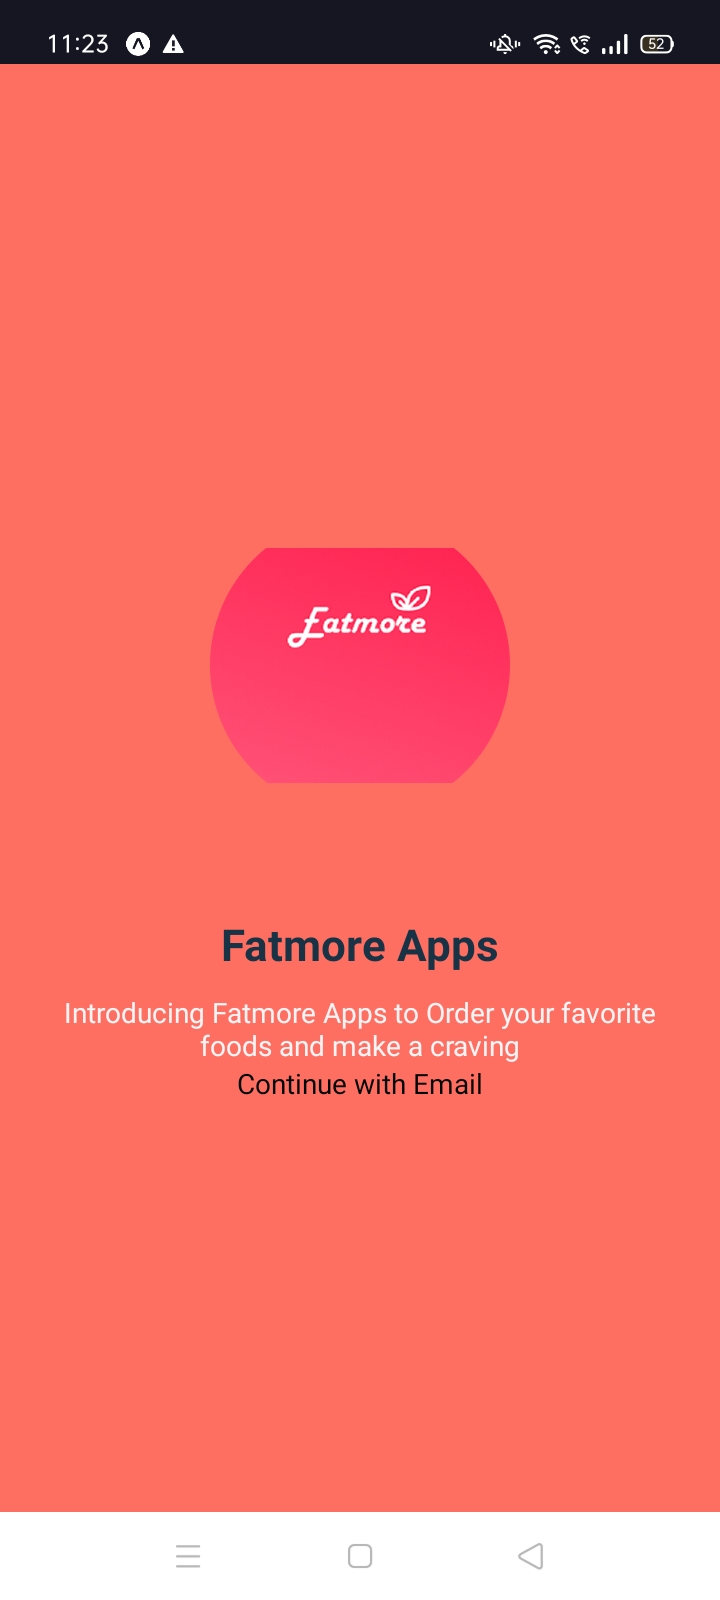 11:23
52
Eatmore
Fatmore Apps
Introducing Fatmore Apps to Order your favorite
foods and make a craving
Continue with Email